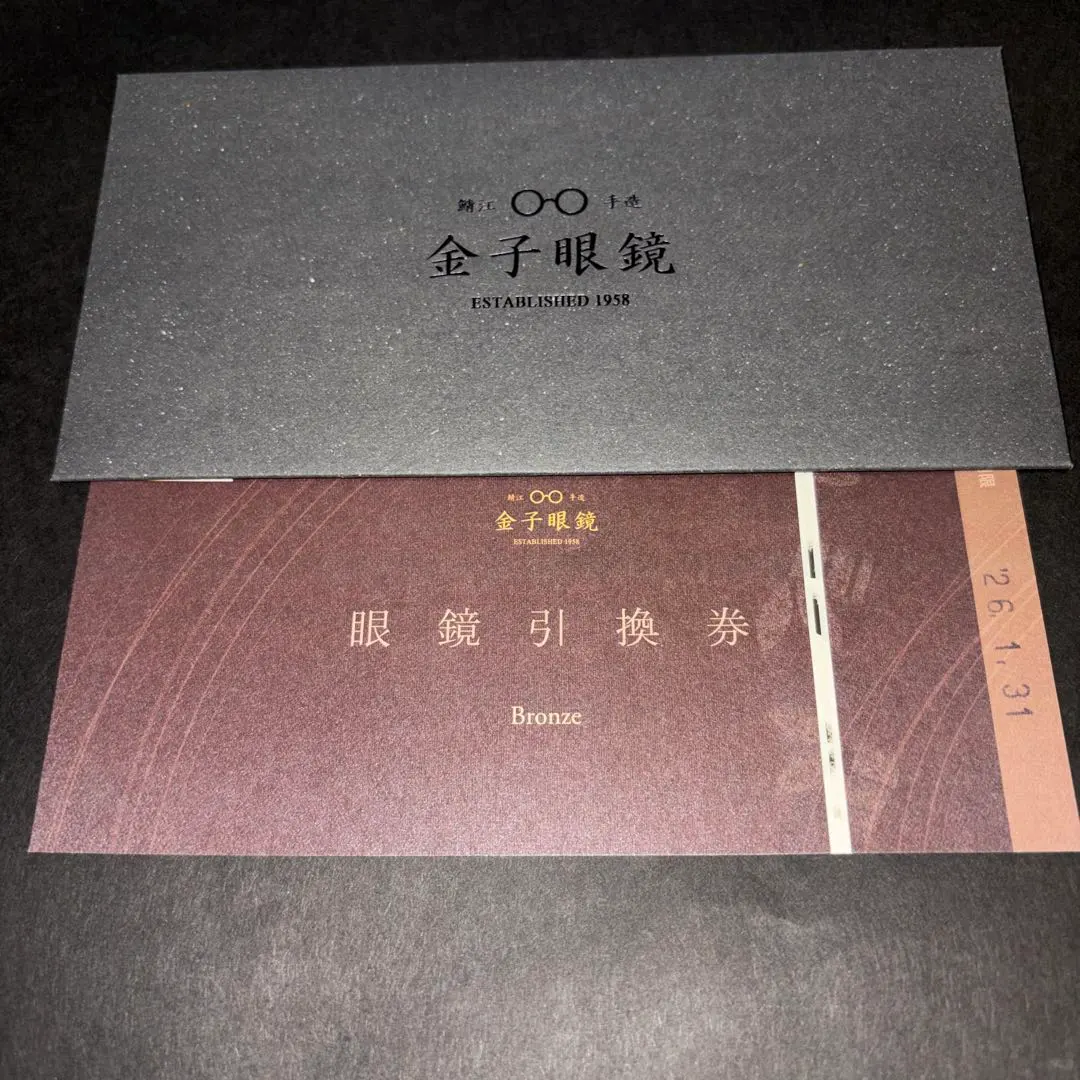 鯖江 手造
金子眼鏡
ESTABLISHED 1958
鯖江 手造
金子眼鏡
ESTABLISHED 1958
眼鏡引換券
Bronze
限
'26.1.31